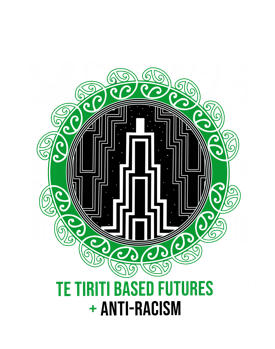 TE TIRITI BASED FUTURES
+ ANTI-RACISM